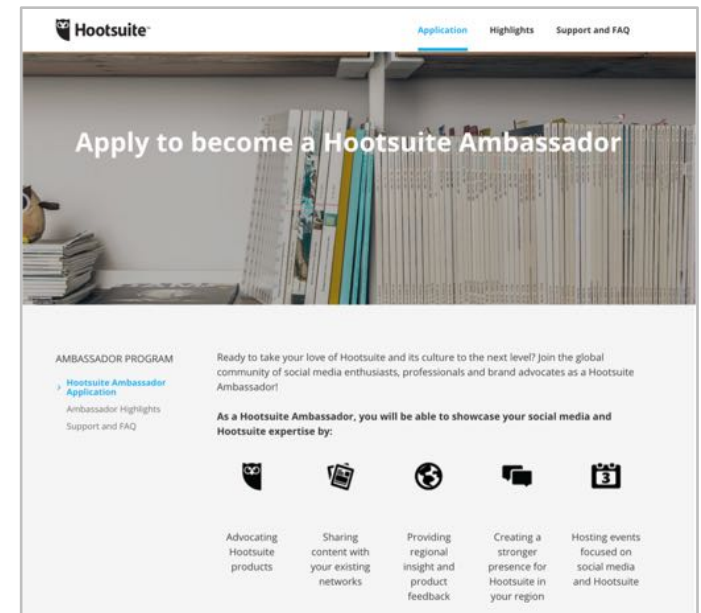 Hootsuite™
Application Highlights Support and FAQ
Apply to become a Hootsuite Ambassador
AMBASSADOR PROGRAM
Hootsuite Ambassador
Application
Ambassador Highlights
Support and FAQ
Ready to take your love of Hootsuite and its culture to the next level? Join the global
community of social media enthusiasts, professionals and brand advocates as a Hootsuite
Ambassador!
As a Hootsuite Ambassador, you will be able to showcase your social media and
Hootsuite expertise by:
3
Advocating
Hootsuite
products
Sharing
content with
your existing
networks
Providing
regional
insight and
product
feedback
Creating a
stronger
presence for
Hootsuite in
your region
Hosting events
focused on
social media
and Hootsuite